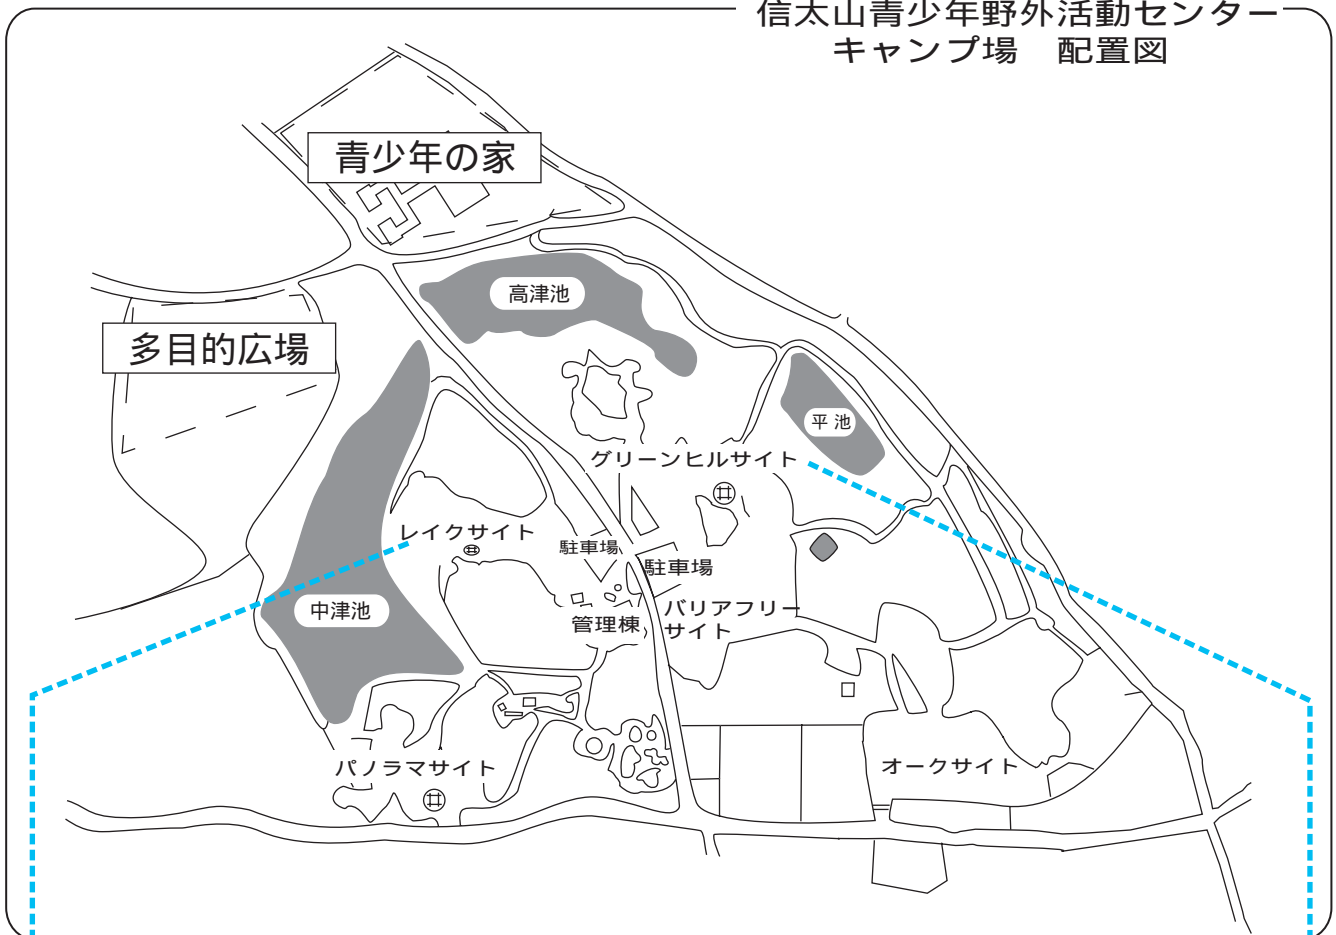 信太山青少年野外活動センター
キャンプ場　配置図
青少年の家
高津池
多目的広場
平池
グリーンヒルサイト
レイクサイト
駐車場
駐車場
中津池
バリアフリー
サイト
管理棟
パノラマサイト
オークサイト